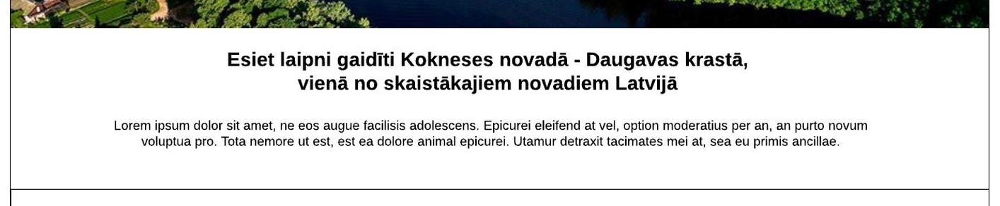 Esiet laipni gaidīti Kokneses novadā - Daugavas krastā,
vienā no skaistākajiem novadiem Latvijā
Lorem ipsum dolor sit amet, ne eos augue facilisis adolescens. Epicurei eleifend at vel, option moderatius per an, an purto novum
voluptua pro. Tota nemore ut est, est ea dolore animal epicurei. Utamur detraxit tacimates mei at, sea eu primis ancillae.